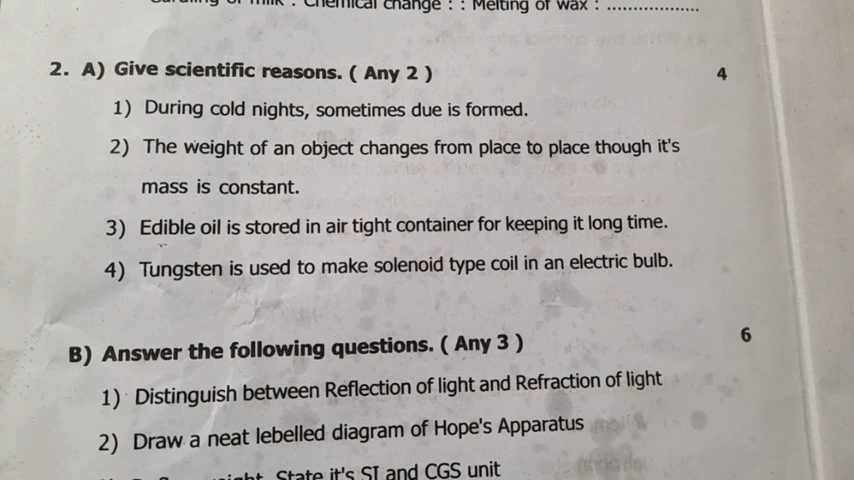 milk : Chemical change : : Melting of wax : ..................
2. A) Give scientific reasons. ( Any 2 ) 4
1) During cold nights, sometimes due is formed.
2) The weight of an object changes from place to place though it's
mass is constant.
3) Edible oil is stored in air tight container for keeping it long time.
4) Tungsten is used to make solenoid type coil in an electric bulb.
B) Answer the following questions. ( Any 3 ) 6
1) Distinguish between Reflection of light and Refraction of light
2) Draw a neat lebelled diagram of Hope's Apparatus
State it's SI and CGS unit